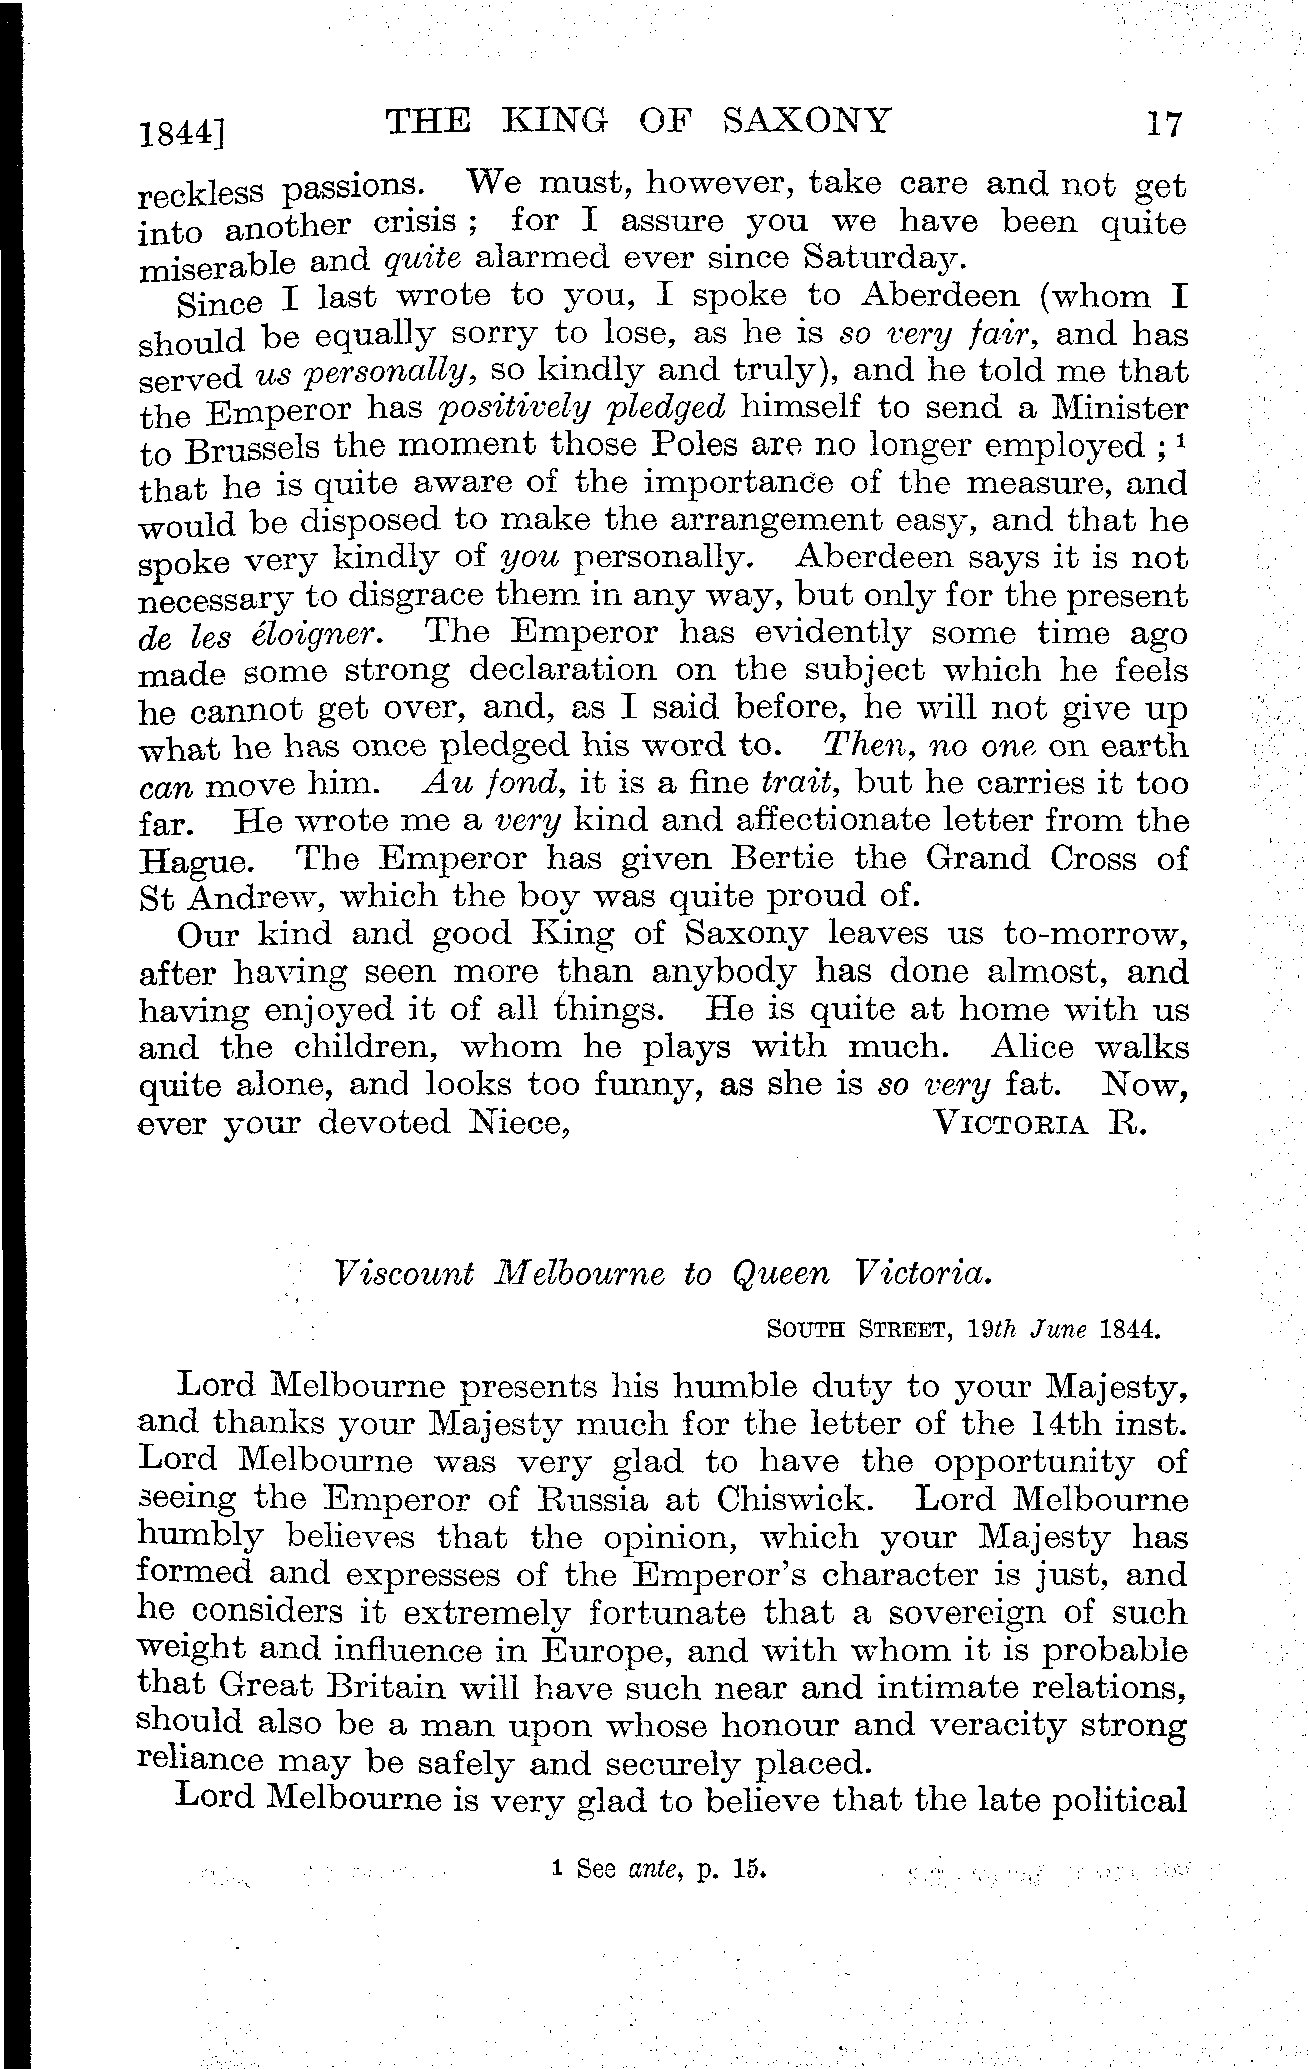 1844] THE KING OF SAXONY 17
reckless passions. We must, however, take care and not get
into another crisis ; for I assure you we have been quite
miserable and quite alarmed ever since Saturday.
Since I last wrote to you, I spoke to Aberdeen (whom I
should be equally sorry to lose, as he is so very fair, and has
served us personally, so kindly and truly), and he told me that
the Emperor has positively pledged himself to send a Minister
to Brussels the moment those Poles are no longer employed ; 1
that he is quite aware of the importance of the measure, and
would be disposed to make the arrangement easy, and that he
spoke very kindly of you personally. Aberdeen says it is not
necessary to disgrace them in any way, but only for the present
de les éloigner. The Emperor has evidently some time ago
made some strong declaration on the subject which he feels
he cannot get over, and, as I said before, he will not give up
what he has once pledged his word to. Then, no one on earth
can move him. Au fond, it is a fine trait, but he carries it too
far. He wrote me a very kind and affectionate letter from the
Hague. The Emperor has given Bertie the Grand Cross of
St Andrew, which the boy was quite proud of.
Our kind and good King of Saxony leaves us to-morrow,
after having seen more than anybody has done almost, and
having enjoyed it of all things. He is quite at home with us
and the children, whom he plays with much. Alice walks
quite alone, and looks too funny, as she is so very fat. Now,
ever your devoted Niece, VICTORIA R.
Viscount Melbourne to Queen Victoria.
SOUTH STREET, 19th June 1844.
Lord Melbourne presents his humble duty to your Majesty,
and thanks your Majesty much for the letter of the 14th inst.
Lord Melbourne was very glad to have the opportunity of
seeing the Emperor of Russia at Chiswick. Lord Melbourne
humbly believes that the opinion, which your Majesty has
formed and expresses of the Emperor's character is just, and
he considers it extremely fortunate that a sovereign of such
weight and influence in Europe, and with whom it is probable
that Great Britain will have such near and intimate relations,
should also be a man upon whose honour and veracity strong
reliance may be safely and securely placed.
Lord Melbourne is very glad to believe that the late political
1 See ante, p. 15.